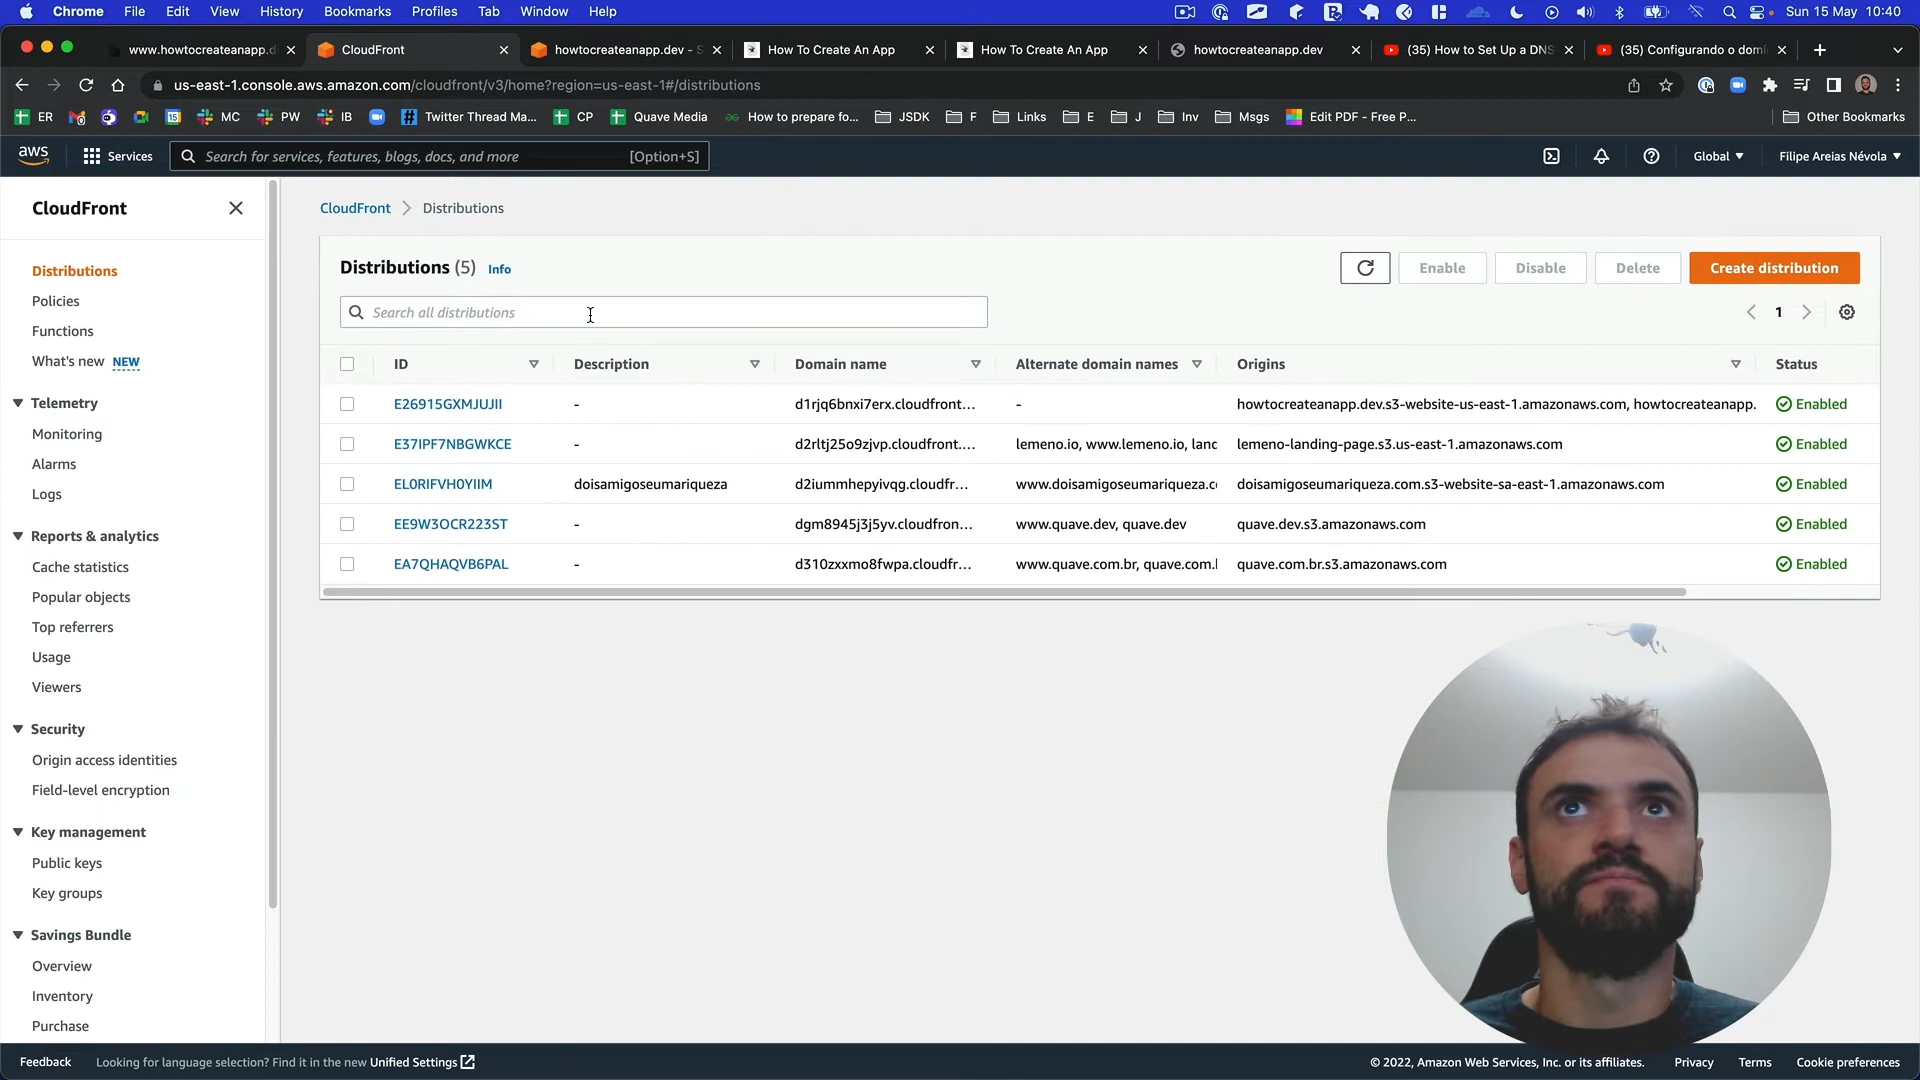 Chrome File Edit View History Bookmarks Profiles Tab Window Help Sun 15 May 10:40
www.howtocreateanapp.d CloudFront howtocreateanapp.dev - S How To Create An App How To Create An App howtocreateanapp.dev (35) How to Set Up a DNS (35) Configurando o domí
us-east-1.console.aws.amazon.com/cloudfront/v3/home?region=us-east-1#/distributions
ER 15 MC PW IB Twitter Thread Ma... CP Quave Media How to prepare fo... JSDK F Links E J Inv Msgs Edit PDF - Free P... Other Bookmarks
aws Services Search for services, features, blogs, docs, and more [Option+S] Global Filipe Areias Névola
CloudFront
Distributions
Policies
Functions
What's new NEW
Telemetry
Monitoring
Alarms
Logs
Reports & analytics
Cache statistics
Popular objects
Top referrers
Usage
Viewers
Security
Origin access identities
Field-level encryption
Key management
Public keys
Key groups
Savings Bundle
Overview
Inventory
Purchase
CloudFront Distributions
Distributions (5) Info Enable Disable Delete Create distribution
Search all distributions 1
ID Description Domain name Alternate domain names Origins Status
E26915GXMJUJII - d1rjq6bnxi7erx.cloudfront... - howtocreateanapp.dev.s3-website-us-east-1.amazonaws.com, howtocreateanapp. Enabled
E37IPF7NBGWKCE - d2rltj25o9zjvp.cloudfront.... lemeno.io, www.lemeno.io, lanc lemeno-landing-page.s3.us-east-1.amazonaws.com Enabled
EL0RIFVH0YIIM doisamigoseumariqueza d2iummhepyivqg.cloudfr... www.doisamigoseumariqueza.c doisamigoseumariqueza.com.s3-website-sa-east-1.amazonaws.com Enabled
EE9W3OCR223ST - dgm8945j3j5yv.cloudfron... www.quave.dev, quave.dev quave.dev.s3.amazonaws.com Enabled
EA7QHAQVB6PAL - d310zxxmo8fwpa.cloudfr... www.quave.com.br, quave.com.l quave.com.br.s3.amazonaws.com Enabled
Feedback Looking for language selection? Find it in the new Unified Settings © 2022, Amazon Web Services, Inc. or its affiliates. Privacy Terms Cookie preferences